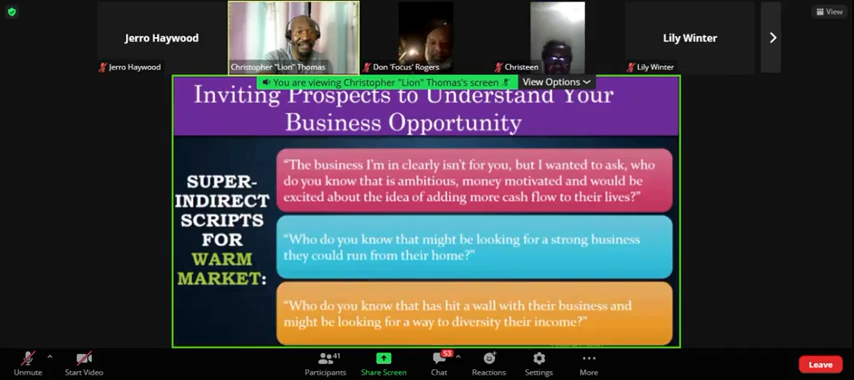 View
Jerro Haywood
Lily Winter
Jerro Haywood
Christopher "Lion" Thomas
Don 'Focus' Rogers
Christeen
Lily Winter
You are viewing Christopher "Lion" Thomas's screen
View Options
Inviting Prospects to Understand Your
Business Opportunity
SUPER-
INDIRECT
SCRIPTS
FOR
WARM
MARKET:
“The business I'm in clearly isn't for you, but I wanted to ask, who
do you know that is ambitious, money motivated and would be
excited about the idea of adding more cash flow to their lives?”
“Who do you know that might be looking for a strong business
they could run from their home?”
“Who do you know that has hit a wall with their business and
might be looking for a way to diversity their income?”
Unmute
Start Video
41
Participants
Share Screen
53
Chat
Reactions
Settings
More
Leave